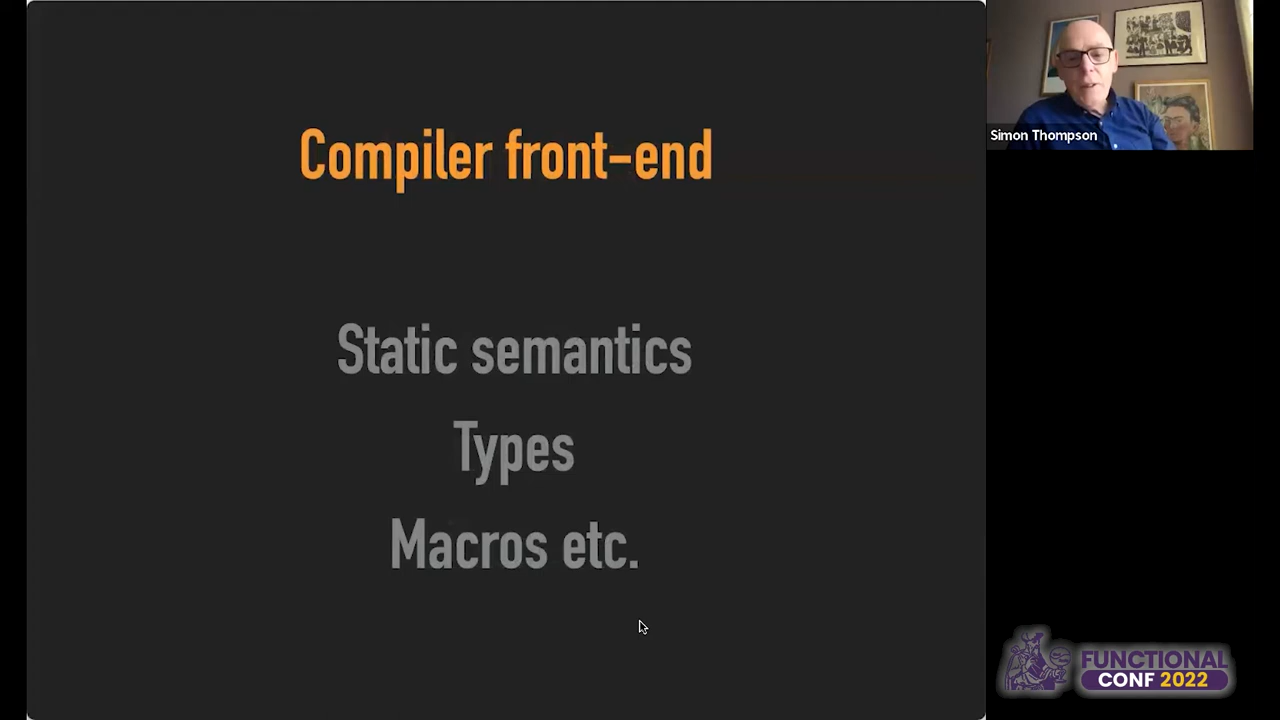 Compiler front-end
Static semantics
Types
Macros etc.
Simon Thompson
FUNCTIONAL
CONF 2022